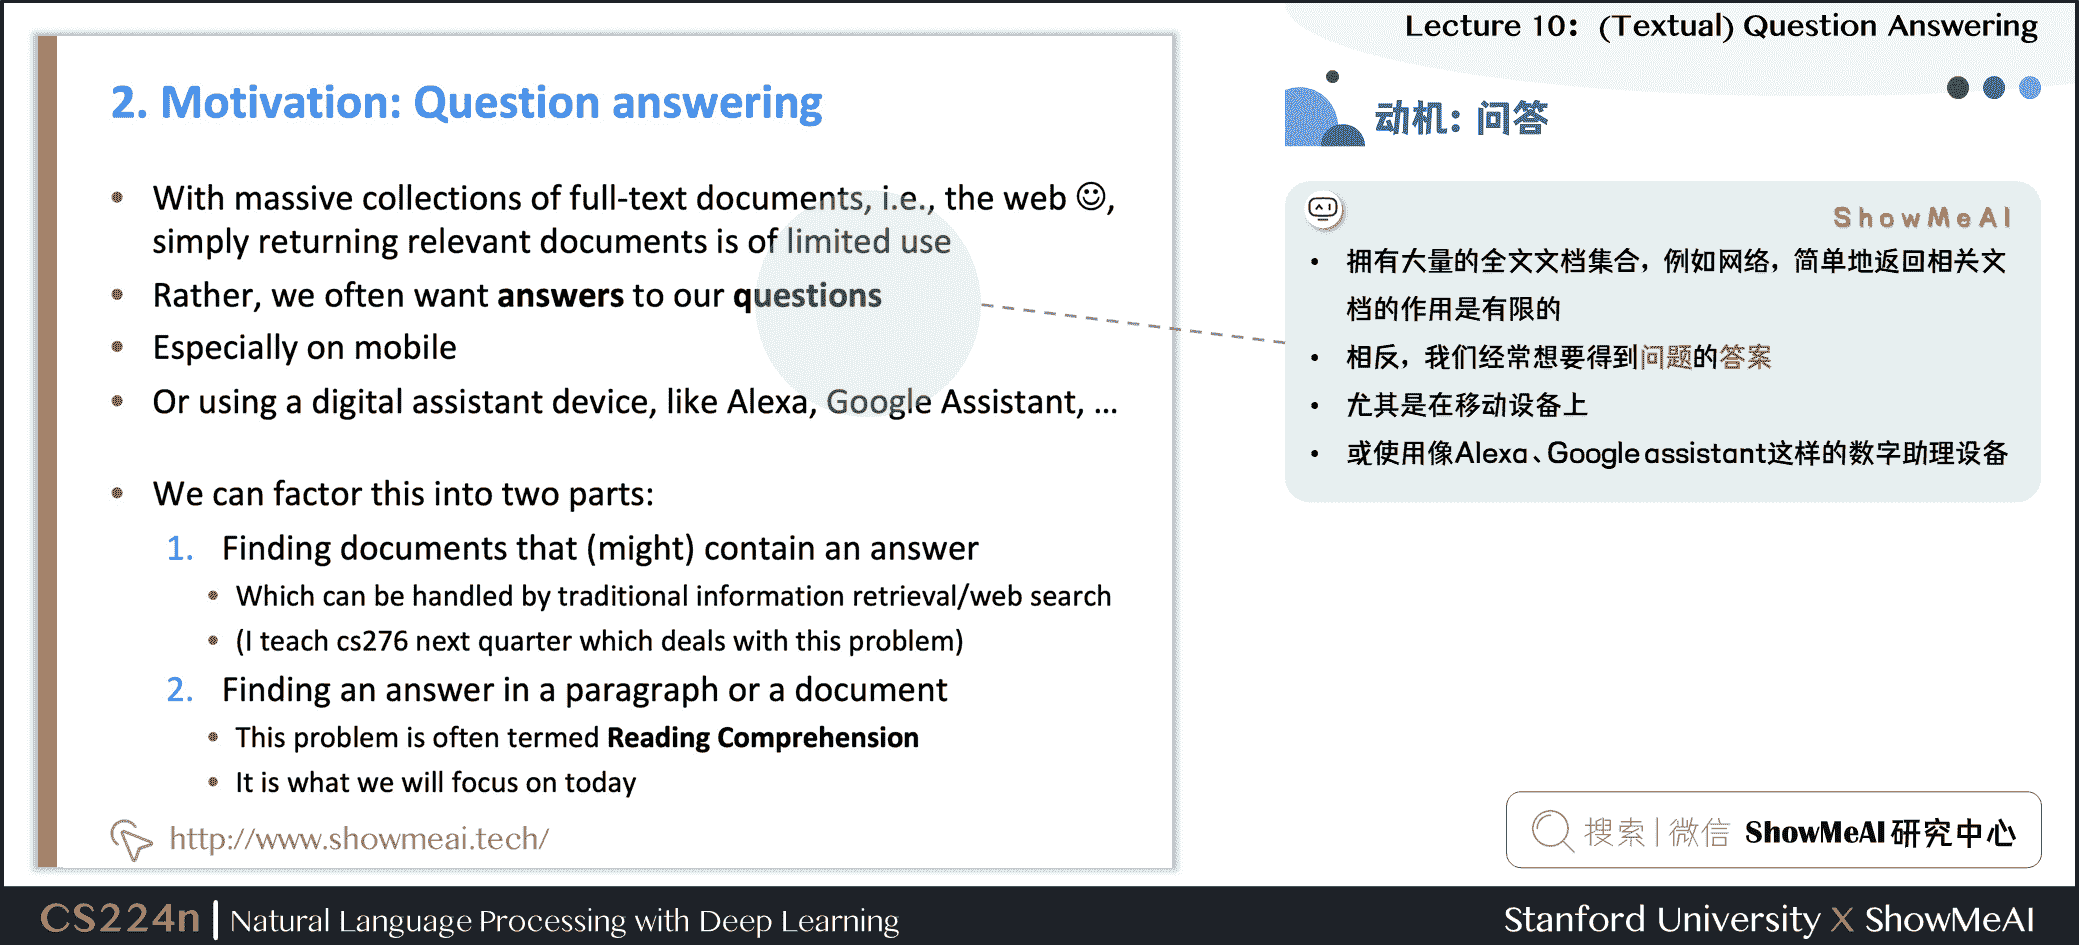 Lecture 10: (Textual) Question Answering
2. Motivation: Question answering
• With massive collections of full-text documents, i.e., the web ☺,
simply returning relevant documents is of limited use
• Rather, we often want answers to our questions
• Especially on mobile
• Or using a digital assistant device, like Alexa, Google Assistant, ...
• We can factor this into two parts:
1. Finding documents that (might) contain an answer
• Which can be handled by traditional information retrieval/web search
• (I teach cs276 next quarter which deals with this problem)
2. Finding an answer in a paragraph or a document
• This problem is often termed Reading Comprehension
• It is what we will focus on today
http://www.showmeai.tech/
动机：问答
ShowMeAI
• 拥有大量的全文文档集合，例如网络，简单地返回相关文
档的作用是有限的
• 相反，我们经常想要得到问题的答案
• 尤其是在移动设备上
• 或使用像Alexa、Google assistant这样的数字助理设备
搜索 | 微信 ShowMeAI 研究中心
CS224n | Natural Language Processing with Deep Learning
Stanford University X ShowMeAI